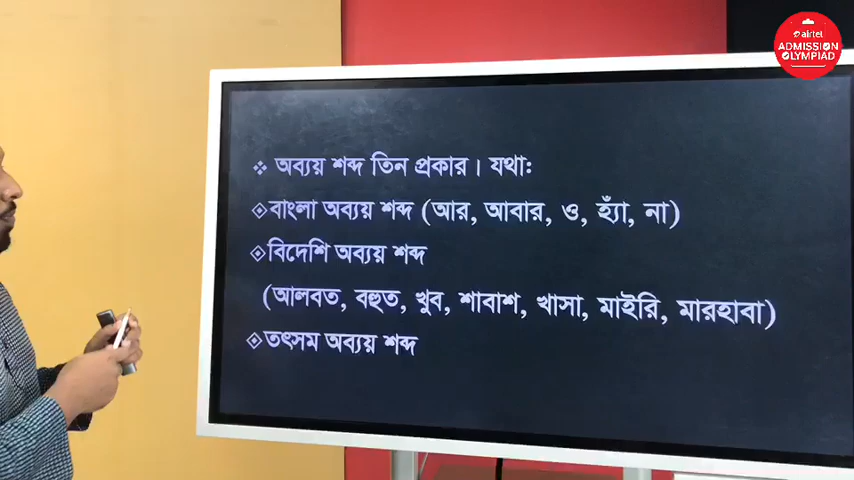 airtel
ADMISSION
OLYMPIAD
❖ অব্যয় শব্দ তিন প্রকার। যথাঃ
◈বাংলা অব্যয় শব্দ (আর, আবার, ও, হ্যাঁ, না)
◈বিদেশি অব্যয় শব্দ
(আলবত, বহুত, খুব, শাবাশ, খাসা, মাইরি, মারহাবা)
◈তৎসম অব্যয় শব্দ